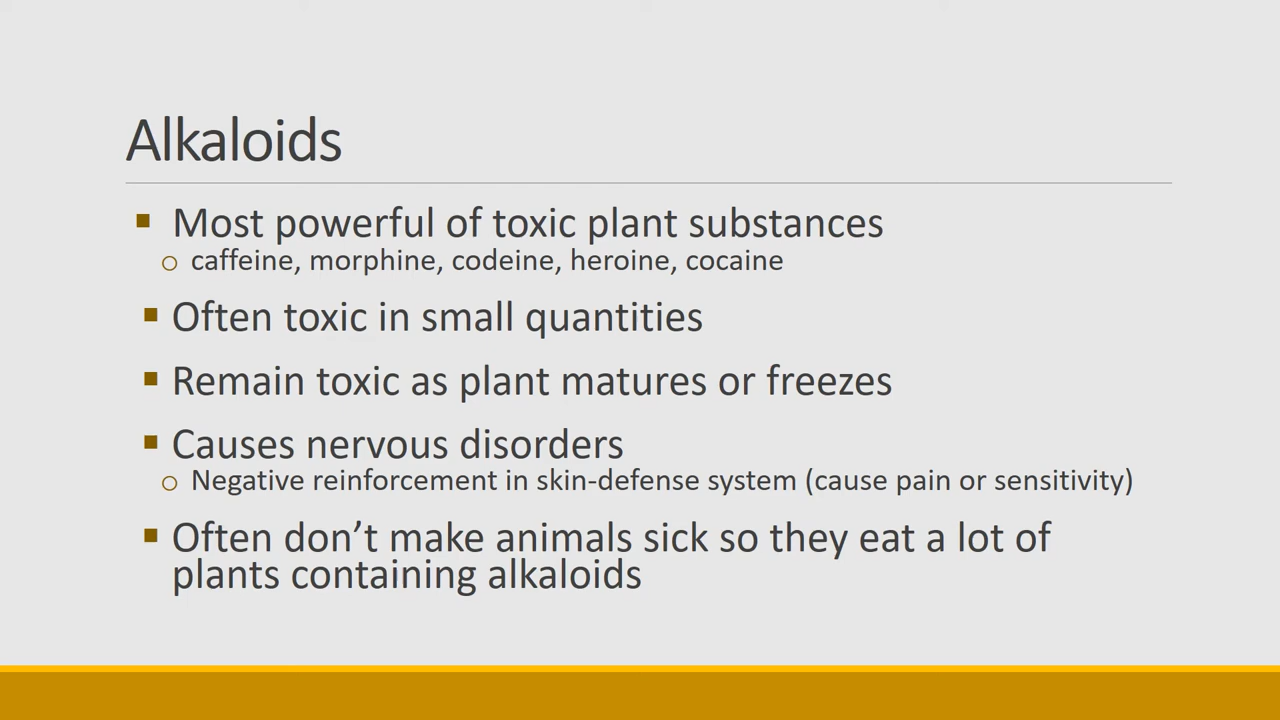 Alkaloids
▪ Most powerful of toxic plant substances
o caffeine, morphine, codeine, heroine, cocaine
▪ Often toxic in small quantities
▪ Remain toxic as plant matures or freezes
▪ Causes nervous disorders
o Negative reinforcement in skin-defense system (cause pain or sensitivity)
▪ Often don’t make animals sick so they eat a lot of
plants containing alkaloids